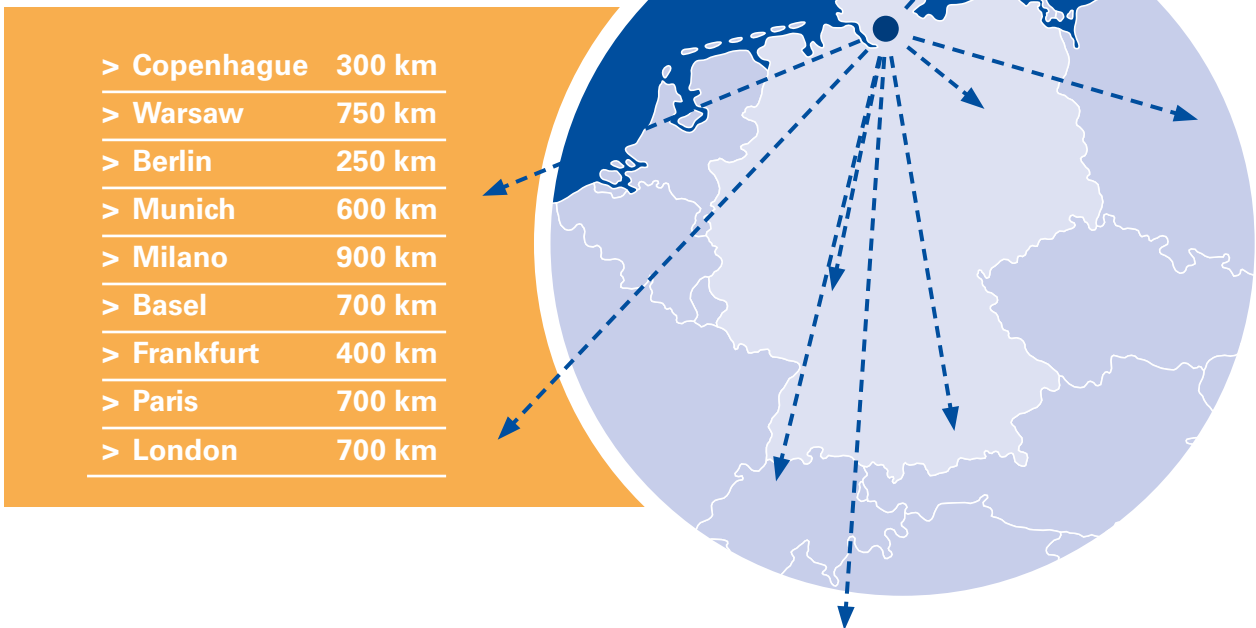 > Copenhague 300 km
> Warsaw 750 km
> Berlin 250 km
> Munich 600 km
> Milano 900 km
> Basel 700 km
> Frankfurt 400 km
> Paris 700 km
> London 700 km